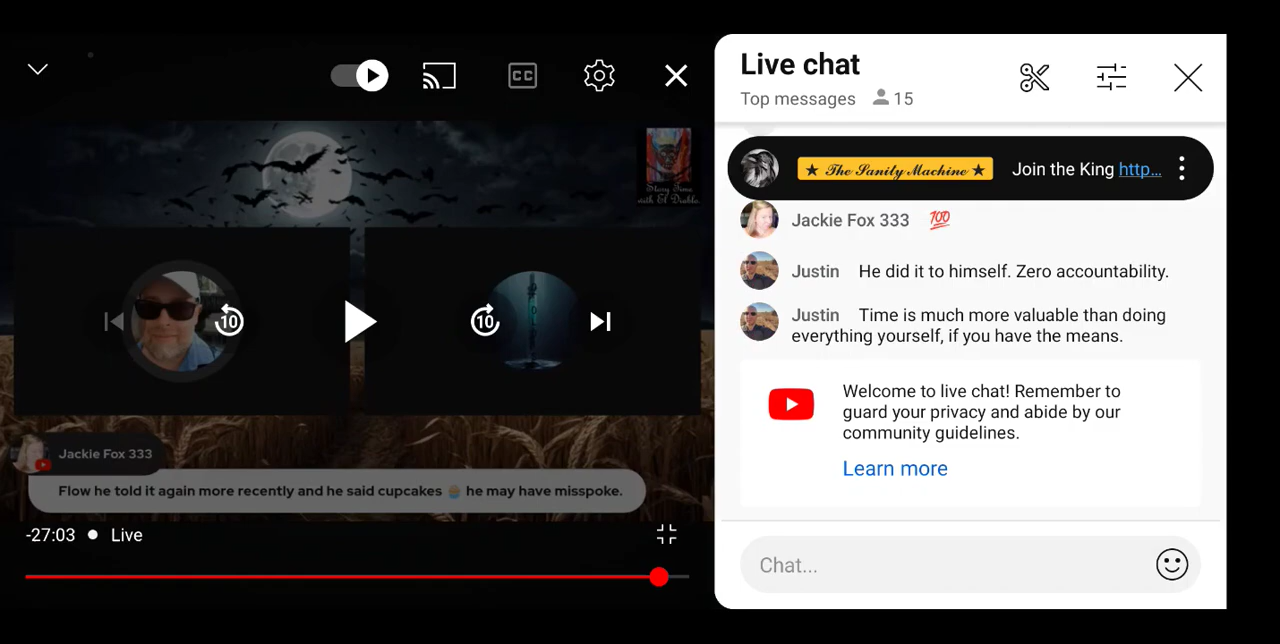 CC
Story Time
with El Diablo.
10
10
Jackie Fox 333
Flow he told it again more recently and he said cupcakes 🧁 he may have misspoke.
-27:03 ● Live
Live chat
Top messages 15
★ The Sanity Machine ★ Join the King http...
Jackie Fox 333 💯
Justin He did it to himself. Zero accountability.
Justin Time is much more valuable than doing
everything yourself, if you have the means.
Welcome to live chat! Remember to
guard your privacy and abide by our
community guidelines.
Learn more
Chat...